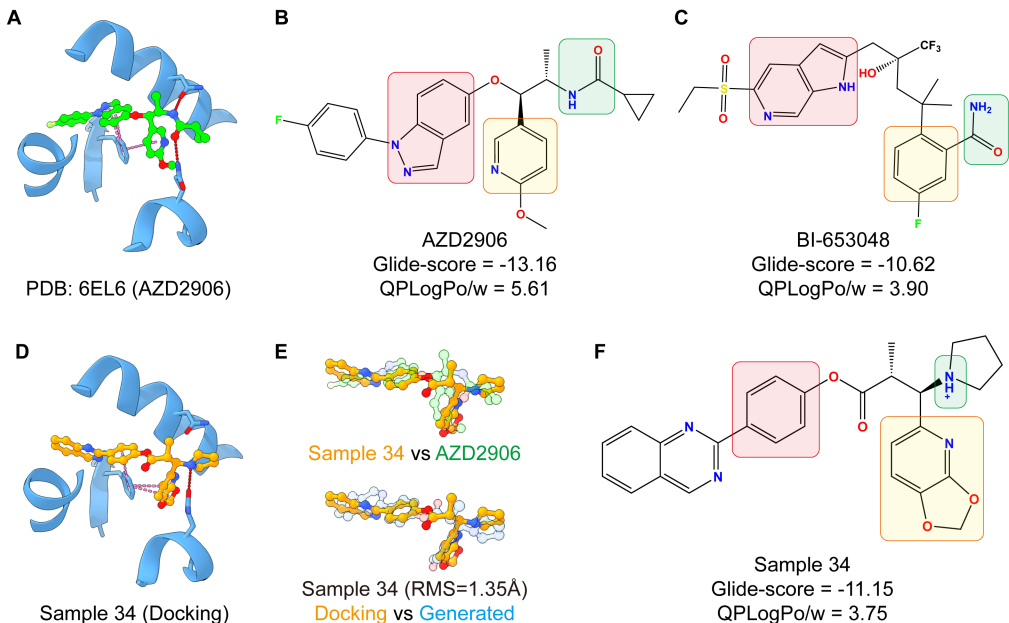 A
PDB: 6EL6 (AZD2906)
B
F
N
N
O
O
NH
N
O
AZD2906
Glide-score = -13.16
QPLogPo/w = 5.61
C
O
S
O
N
NH
HO
CF3
NH2
O
F
BI-653048
Glide-score = -10.62
QPLogPo/w = 3.90
D
Sample 34 (Docking)
E
Sample 34 vs AZD2906
Sample 34 (RMS=1.35Å)
Docking vs Generated
F
N
N
O
O
NH
+
N
O
O
Sample 34
Glide-score = -11.15
QPLogPo/w = 3.75